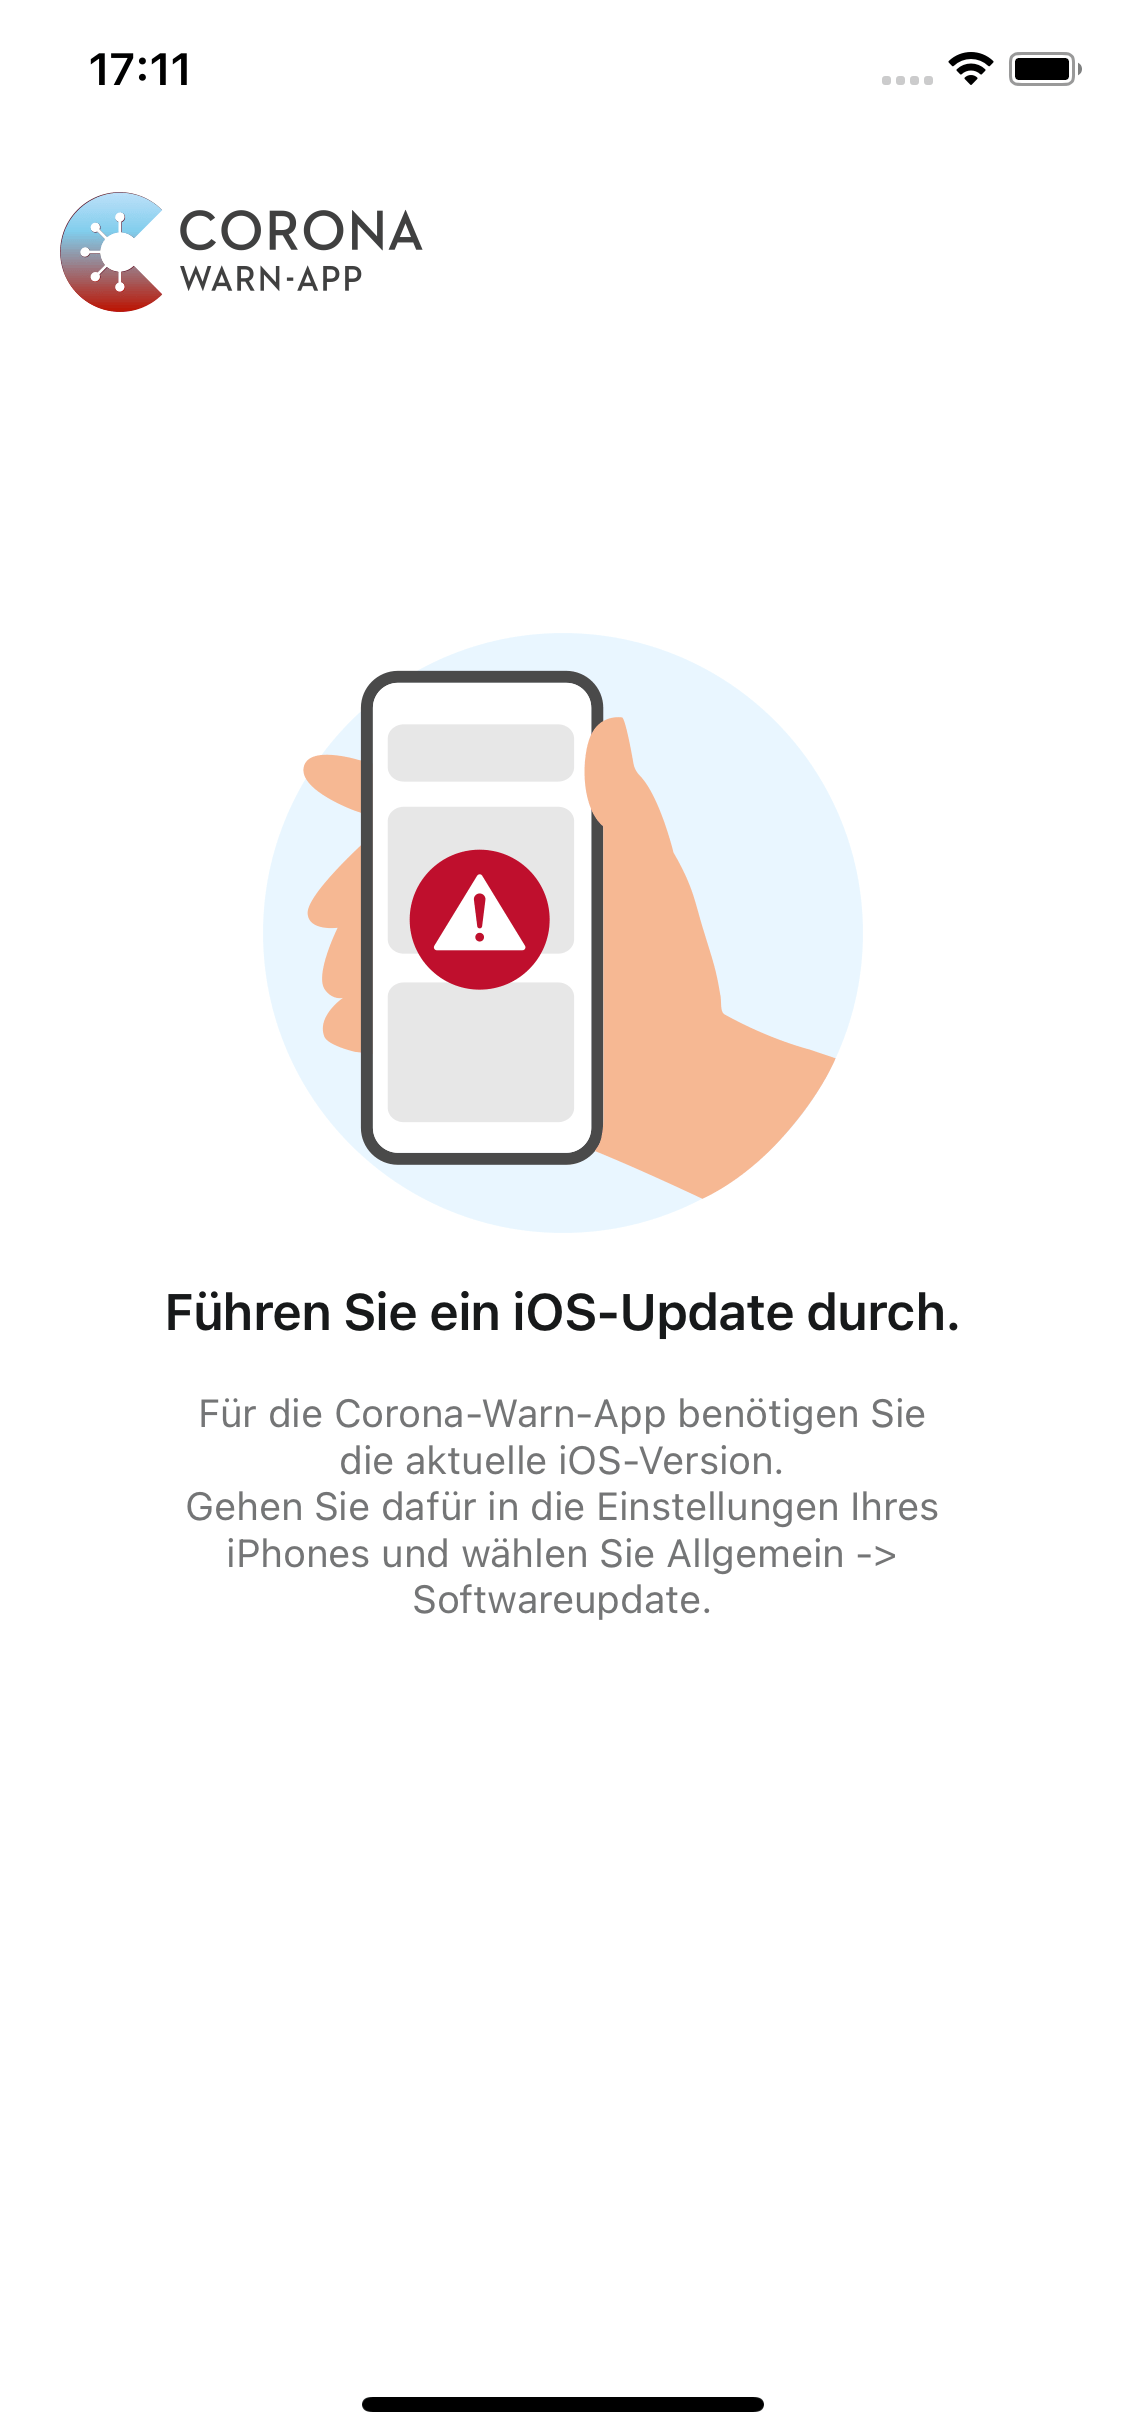 17:11
CORONA
WARN-APP
Führen Sie ein iOS-Update durch.
Für die Corona-Warn-App benötigen Sie
die aktuelle iOS-Version.
Gehen Sie dafür in die Einstellungen Ihres
iPhones und wählen Sie Allgemein ->
Softwareupdate.